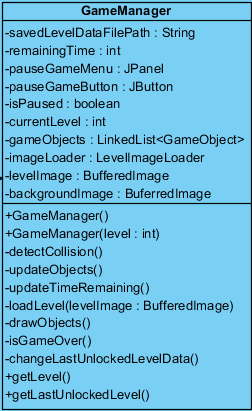 GameManager
-savedLevelDataFilePath : String
-remainingTime : int
-pauseGameMenu : JPanel
-pauseGameButton : JButton
-isPaused : boolean
-currentLevel : int
-gameObjects : LinkedList<GameObject>
-imageLoader : LevelImageLoader
-levelImage : BufferedImage
-backgroundImage : BuferredImage
+GameManager()
+GameManager(level : int)
-detectCollision()
-updateObjects()
-updateTimeRemaining()
-loadLevel(levelImage : BufferedImage)
-drawObjects()
-isGameOver()
-changeLastUnlockedLevelData()
+getLevel()
+getLastUnlockedLevel()